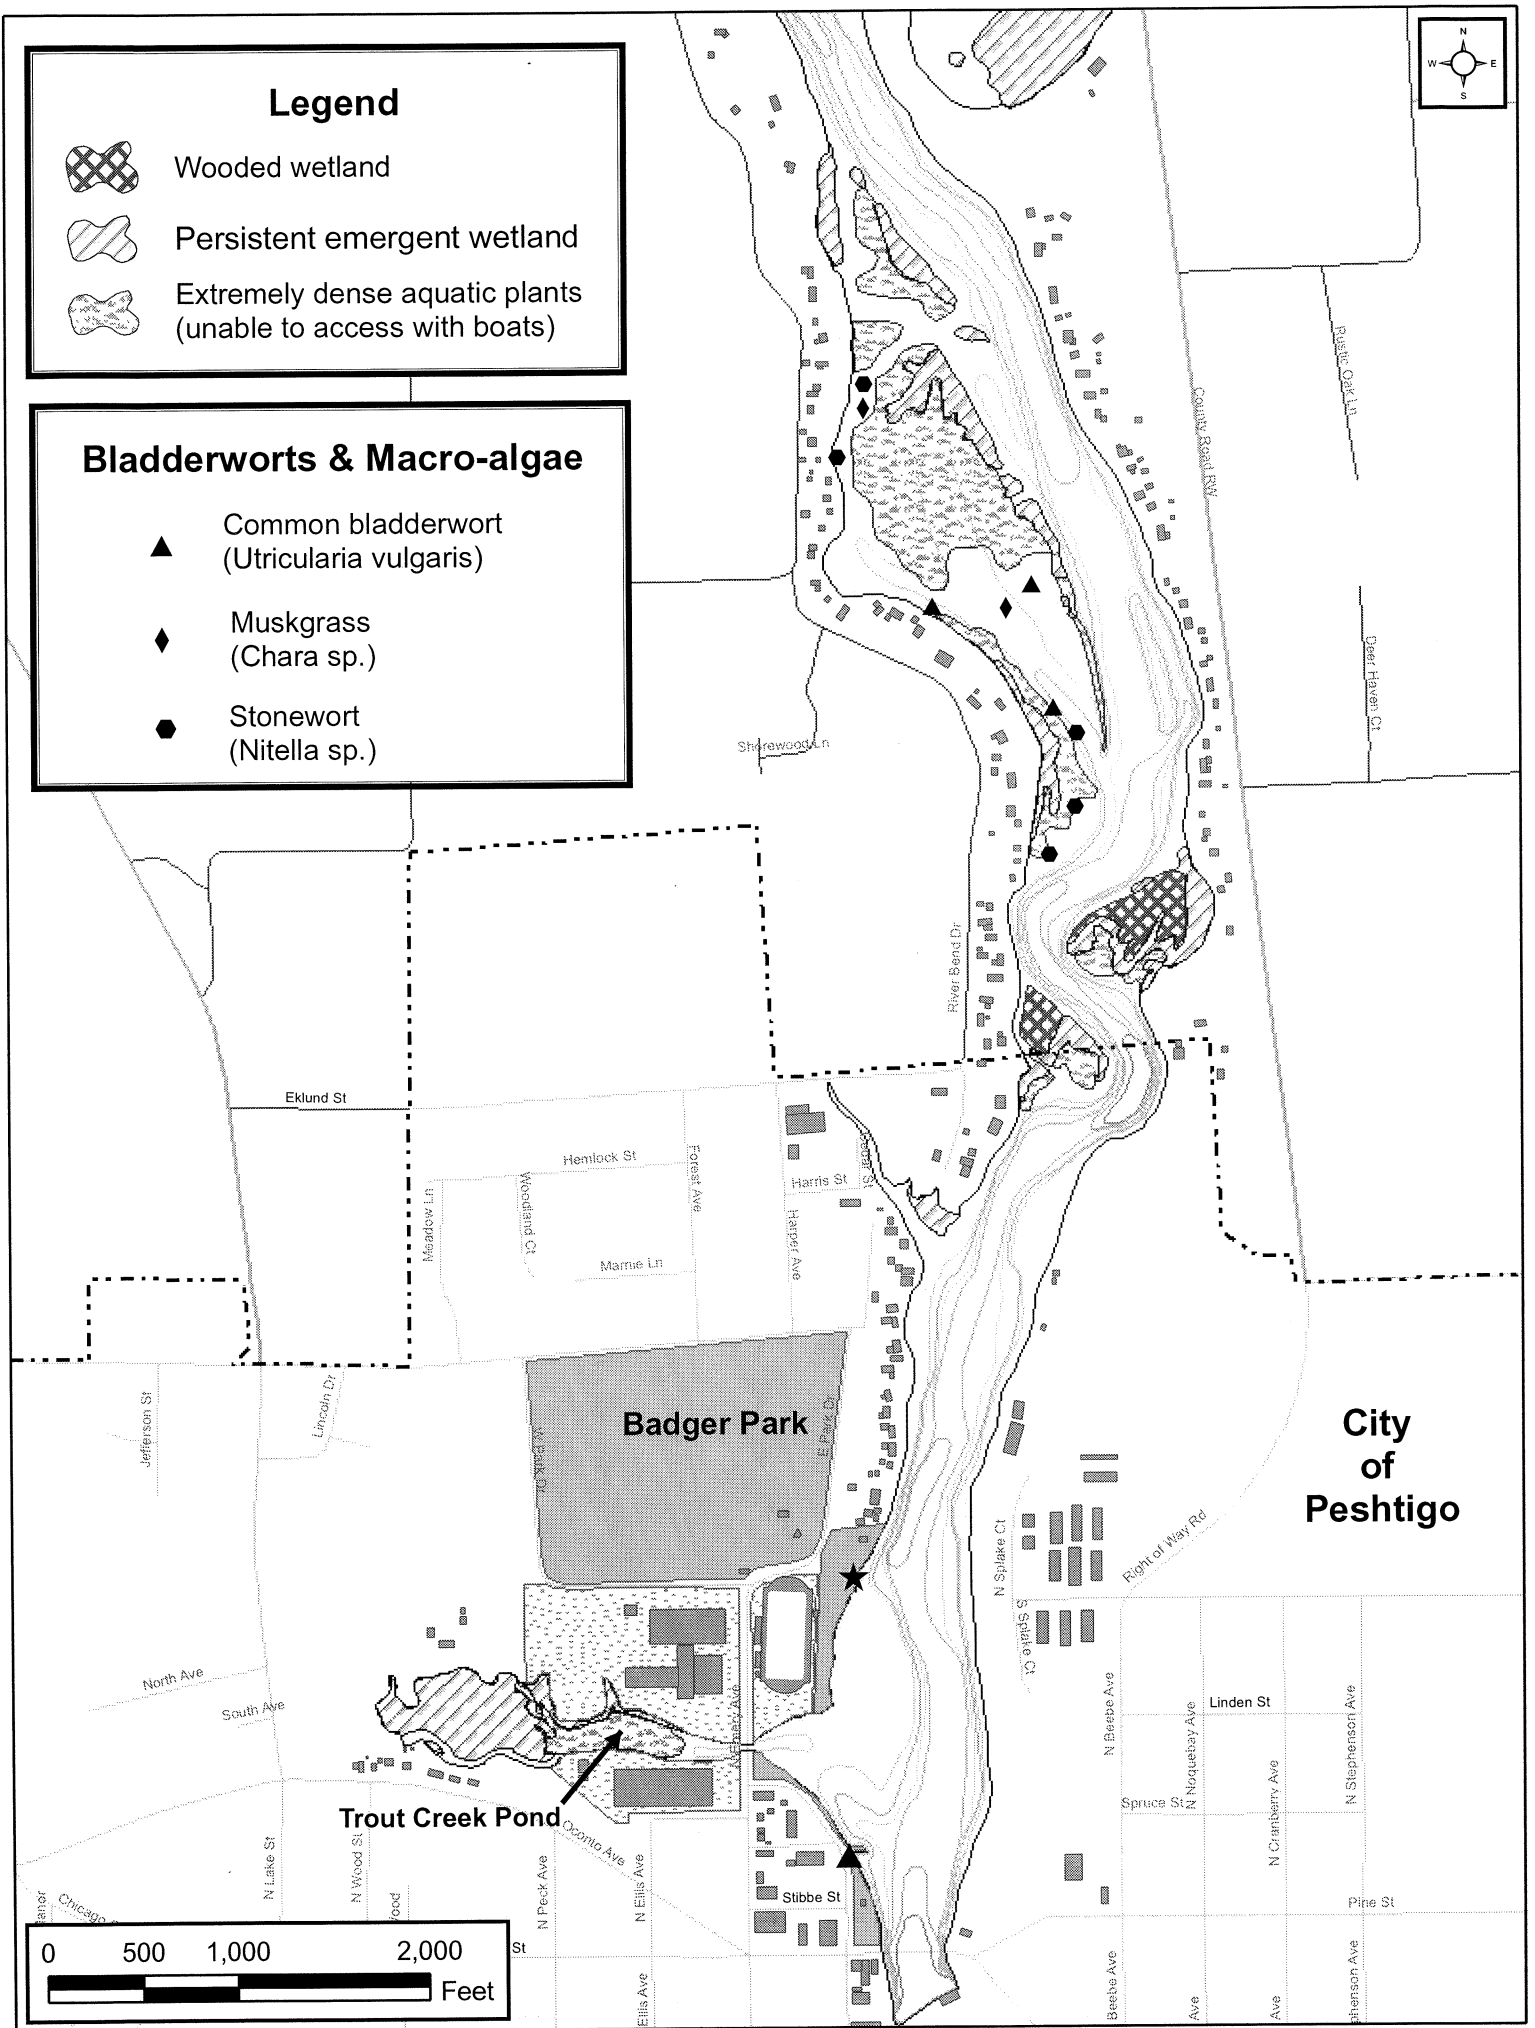 N
W
E
S
Legend
Wooded wetland
Persistent emergent wetland
Extremely dense aquatic plants
(unable to access with boats)
Bladderworts & Macro-algae
Common bladderwort
(Utricularia vulgaris)
Muskgrass
(Chara sp.)
Stonewort
(Nitella sp.)
Rustic Oak Ln
County Road RW
Deer Haven Ct
Shorewood Ln
River Bend Dr
Eklund St
Hemlock St
Forest Ave
Woodland Ct
Meadow Ln
Harris St
Harper Ave
Marnie Ln
Jefferson St
Lincoln Dr
Badger Park
W Park Dr
E Park Dr
City
of
Peshtigo
N Splake Ct
S Splake Ct
Right of Way Rd
North Ave
South Ave
N Emery Ave
Trout Creek Pond
Oconto Ave
N Beebe Ave
N Noquebay Ave
Linden St
N Stephenson Ave
N Cranberry Ave
Spruce St
Pine St
N Lake St
N Wood St
N Peck Ave
N Ellis Ave
Stibbe St
Chicago
St
Ellis Ave
Beebe Ave
Ave
Ave
phenson Ave
0 500 1,000 2,000
Feet